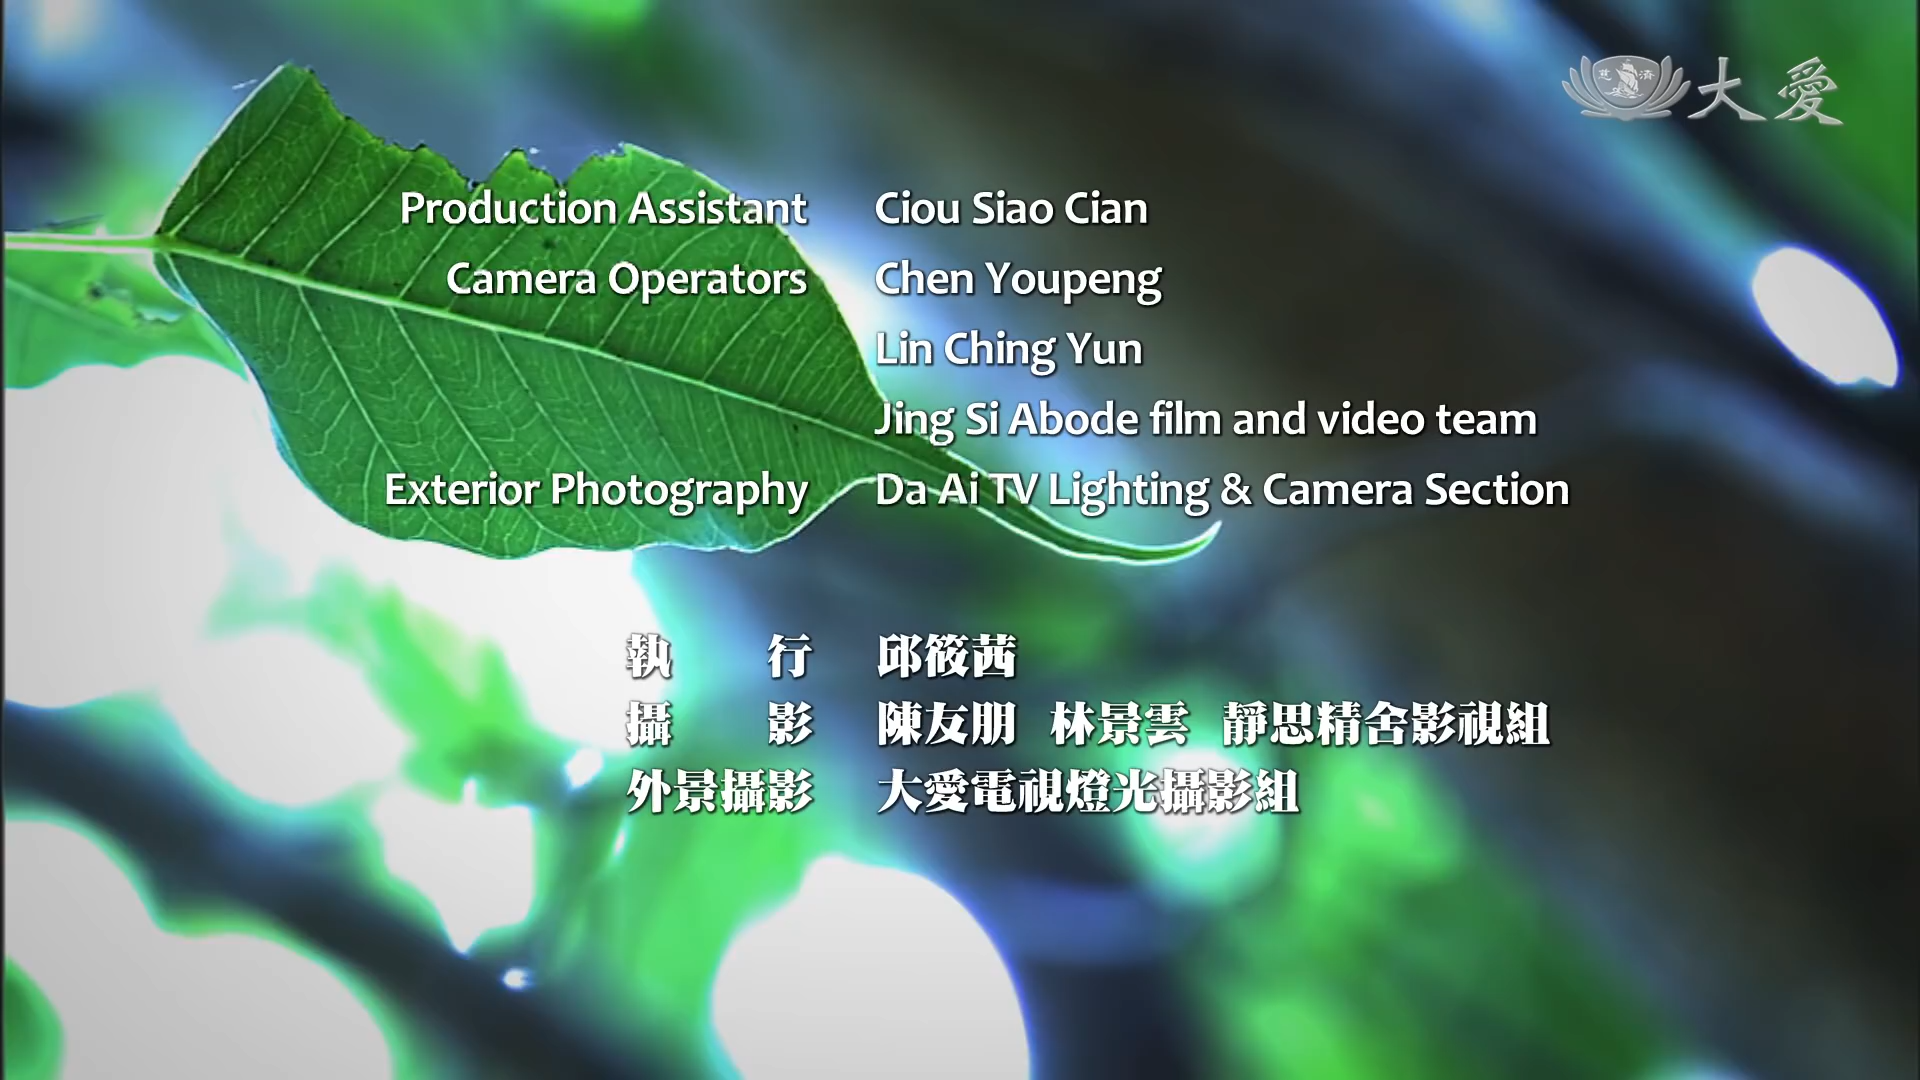 慈濟 大愛
Production Assistant Ciou Siao Cian
Camera Operators Chen Youpeng
Lin Ching Yun
Jing Si Abode film and video team
Exterior Photography Da Ai TV Lighting & Camera Section
執行 邱筱茜
攝影 陳友朋 林景雲 靜思精舍影視組
外景攝影 大愛電視燈光攝影組